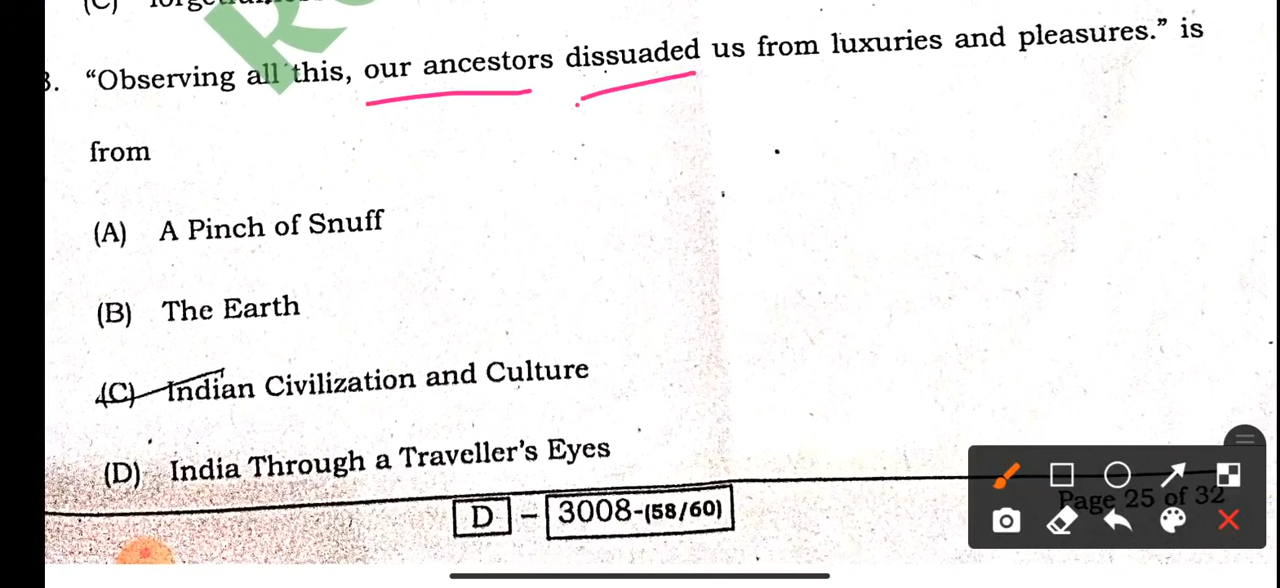 3. “Observing all this, our ancestors dissuaded us from luxuries and pleasures.” is
from
(A) A Pinch of Snuff
(B) The Earth
(C) Indian Civilization and Culture
(D) India Through a Traveller's Eyes
D – 3008-(58/60)
Page 25 of 32